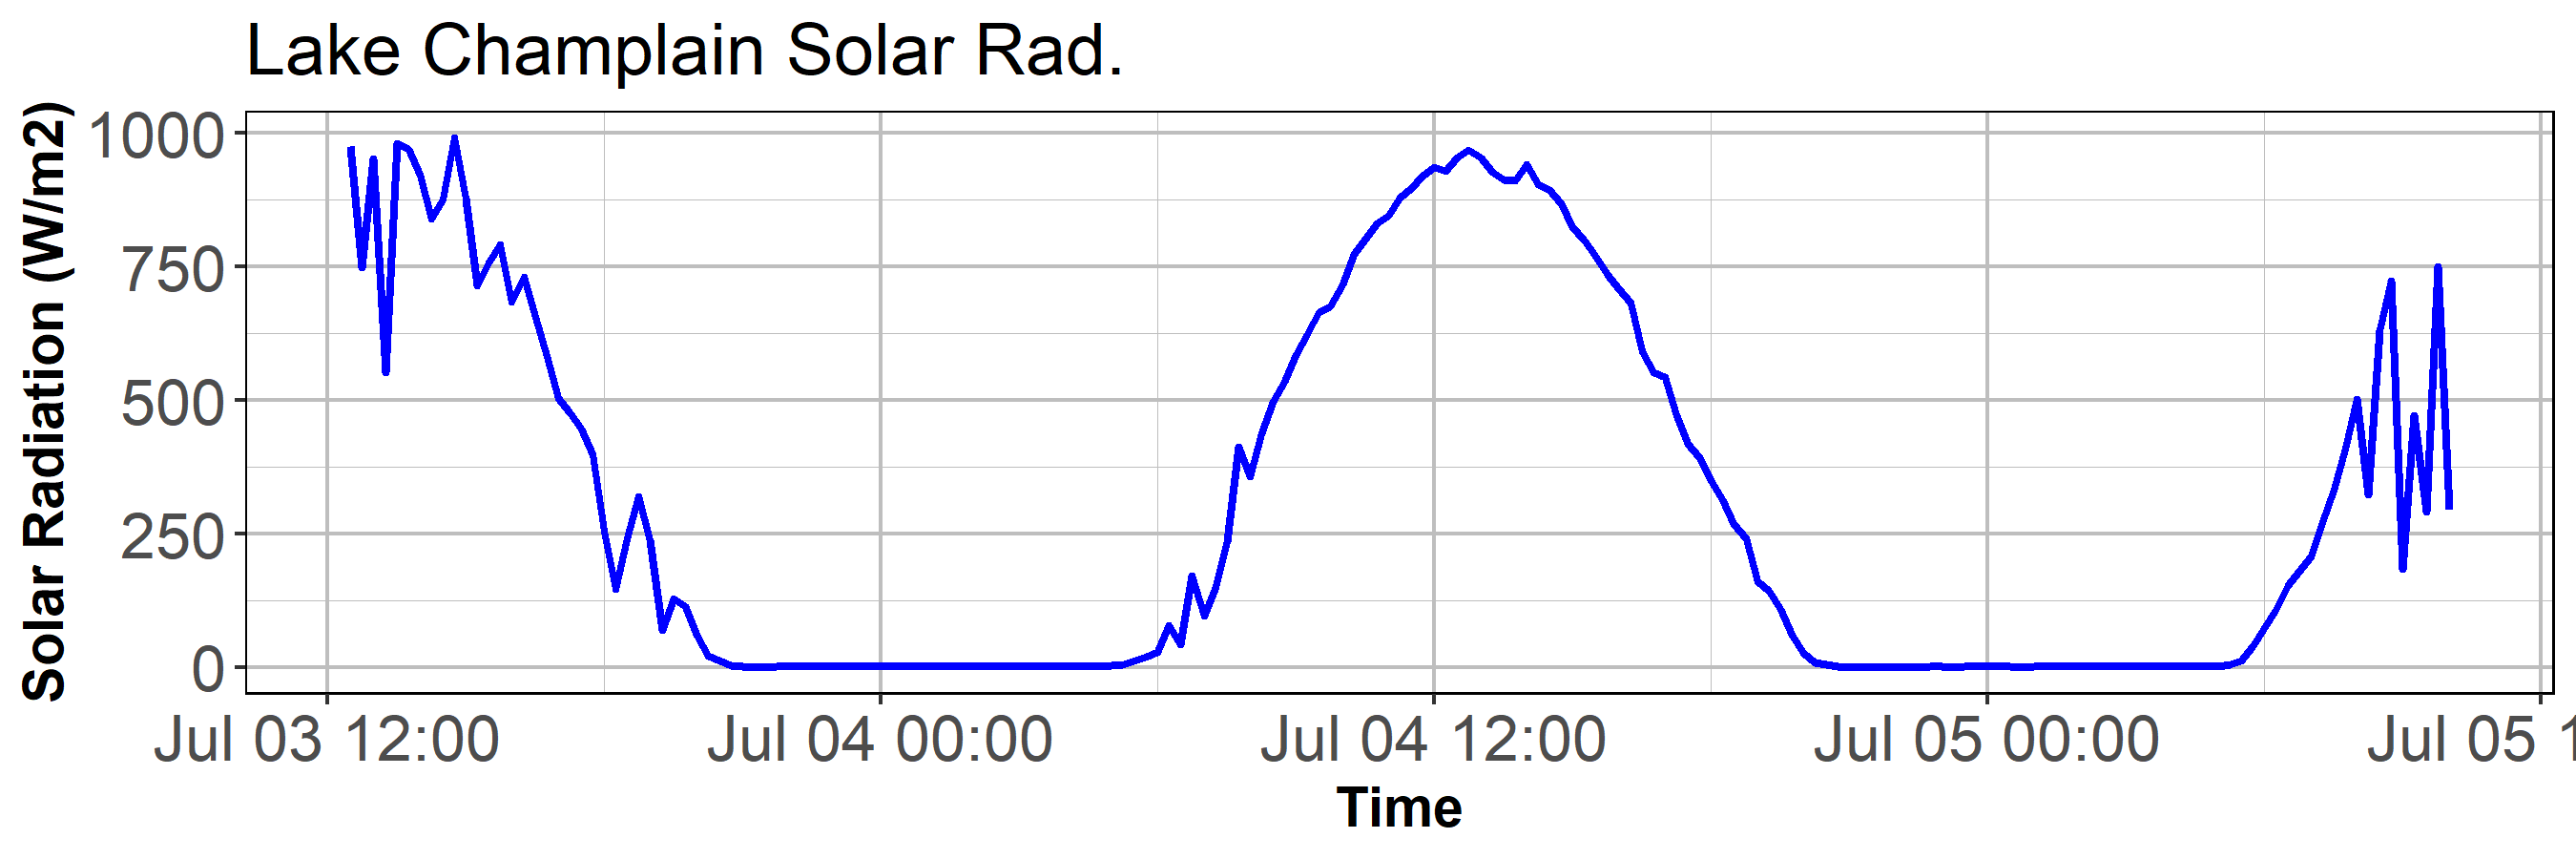 Lake Champlain Solar Rad.
Solar Radiation (W/m2)
1000
750
500
250
0
Jul 03 12:00 Jul 04 00:00 Jul 04 12:00 Jul 05 00:00 Jul 05 1
Time